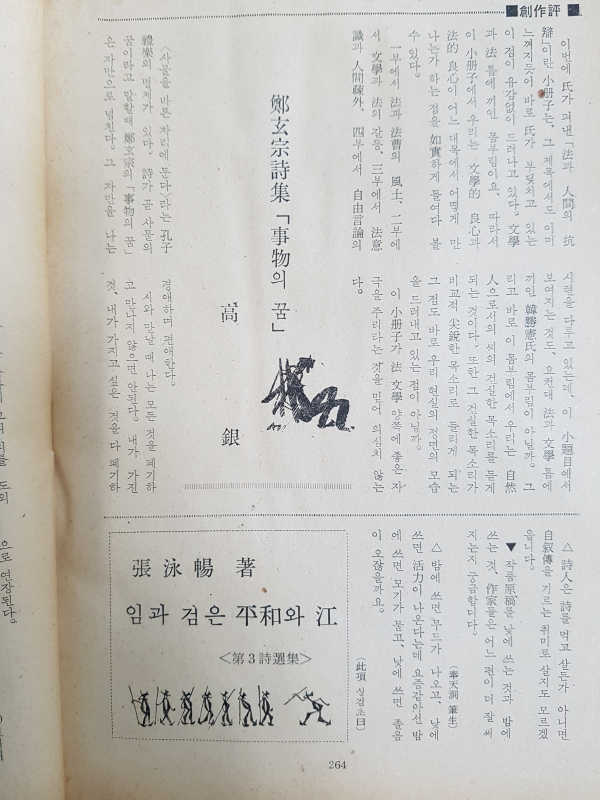 ■創作評■
이번에 氏가 펴낸 「法과 人間의 抗
辯」이란 小册子는, 그 제목에서도 이미
느껴지듯이 바로 氏가 부딪치고 있는
이 점이 유감없이 드러나고 있다. 文學
과 法 틈에 끼인 몸부림이요, 따라서
이 小册子에서 우리는, 文學的 良心과
法的 良心이 어느 대목에서 어떻게 만
나는가 하는 점을 如實하게 들여다 볼
수 있다.
一부에서 法과 法曹의 風土, 二부에
서 文學과 法의 갈등, 三부에서 法意
識과 人間疎外, 四부에서 自由言論의
시련을 다루고 있는데, 이 小題目에서
보여지는 것도, 요컨대 法과 文學 틈에
끼인 韓勝憲氏의 몸부림이 아닐까. 그
리고 바로 이 몸부림에서 우리는 自然
人으로서의 씨의 건실한 목소리를 듣게
되는 것이다. 또한 그 건실한 목소리가
비교적 尖銳한 목소리로 들리게 되는
그 점도 바로 우리 현실의 정면의 모습
을 드러내고 있는 점이 아닐까.
이 小册子가 法 文學 양쪽에 좋은 자
극을 주리라는 것을 믿어 의심치 않는
다.
鄭玄宗詩集 「事物의 꿈」
高 銀
〈사물을 바른 자리에 둔다〉라는 孔子
禮樂의 명제가 있다. 詩가 곧 사물의
꿈이라고 말할때 鄭玄宗의 「事物의 꿈」
은 자만으로 넘친다. 그 자만을 나는
경애하며 편애한다.
시와 만날 때 나는 모든 것을 폐기하
고 만나지 않으면 안된다. 내가 가진
것, 내가 가지고 싶은 것을 다 폐기하
△ 詩人은 詩를 먹고 살든가 아니면
自叙傳을 기르는 취미로 살지도 모르겠
읍니다.
(奉天洞 筆生)
▼ 작품原稿를 낮에 쓰는 것과 밤에
쓰는 것, 作家들은 어느 편이 더 잘 써
지는지 궁금합니다.
△ 밤에 쓰면 무드가 나오고, 낮에
쓰면 活力이 나온다는데 요즘같아선 밤
에 쓰면 모기가 물고, 낮에 쓰면 졸음
이 오잖을까요.
(此項 싱겁초日)
張泳暢 著
임과 검은 平和와 江
〈第3詩選集〉
264
으로 연장된다.